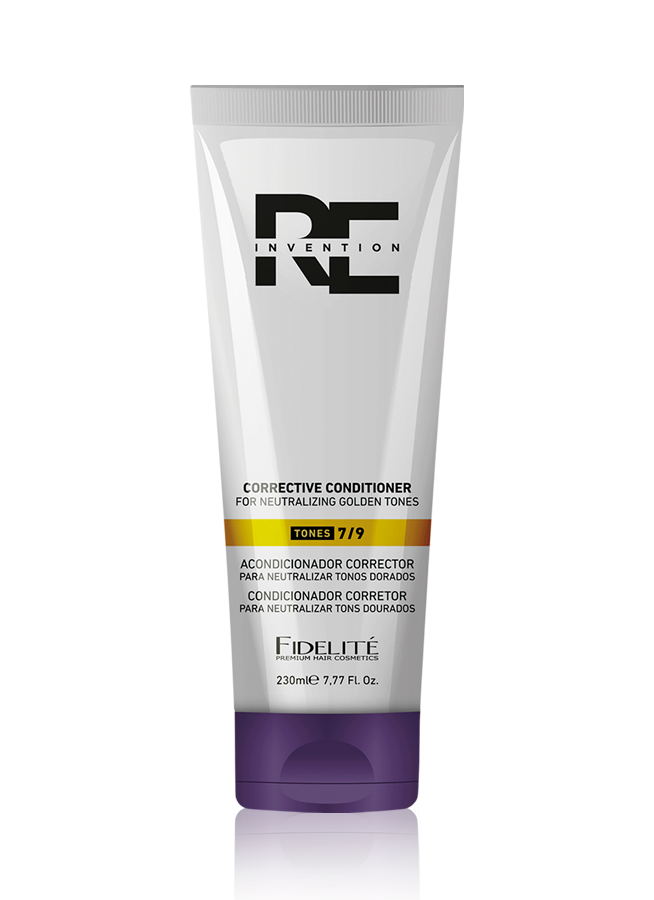 RE
INVENTION
CORRECTIVE CONDITIONER
FOR NEUTRALIZING GOLDEN TONES
TONES 7/9
ACONDICIONADOR CORRECTOR
PARA NEUTRALIZAR TONOS DORADOS
CONDICIONADOR CORRETOR
PARA NEUTRALIZAR TONS DOURADOS
FIDELITÉ
PREMIUM HAIR COSMETICS
230ml℮ 7,77 Fl. Oz.